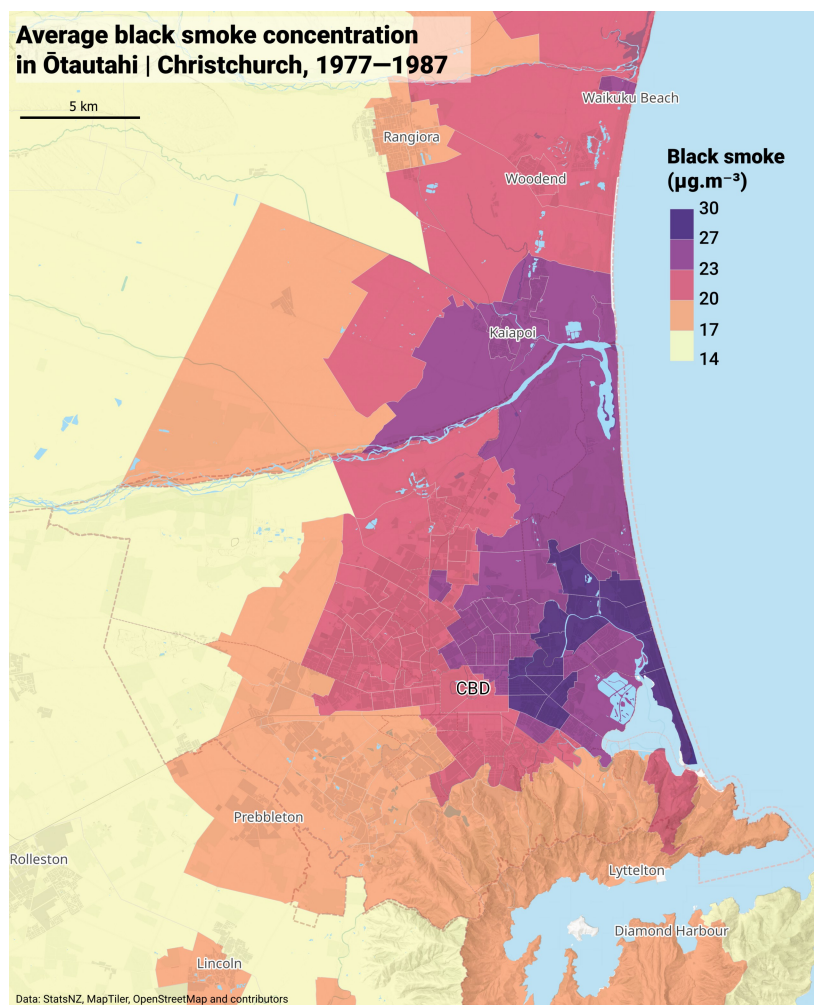 Average black smoke concentration
in Ōtautahi | Christchurch, 1977—1987
5 km
Waikuku Beach
Rangiora
Woodend
Black smoke
(µg.m⁻³)
30
27
23
20
17
14
Kaiapoi
CBD
Prebbleton
Rolleston
Lyttelton
Diamond Harbour
Lincoln
Data: StatsNZ, MapTiler, OpenStreetMap and contributors